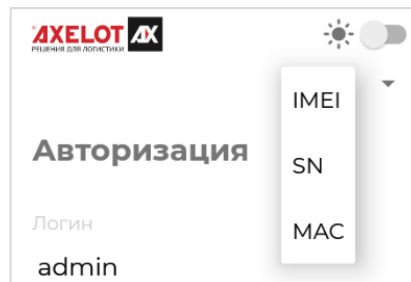 AXELOT AX
РЕШЕНИЯ ДЛЯ ЛОГИСТИКИ
IMEI
Авторизация
SN
Логин
MAC
admin